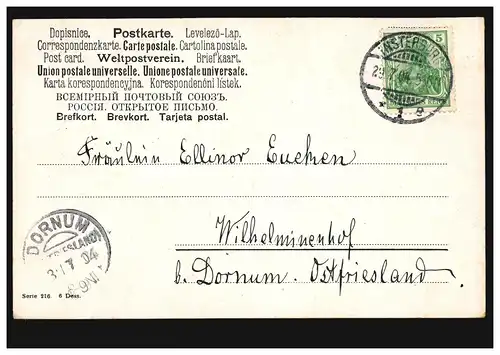 Dopisnice. Postkarte. Levelező-Lap.
Correspondenzkarte. Carte postale. Cartolina postale.
Post card. Weltpostverein. Briefkaart.
Union postale universelle. Unione postale universale.
Karta korespondencyjna. Korespondenční lístek.
ВСЕМІРНЫЙ ПОЧТОВЫЙ СОЮЗЪ.
РОССІЯ. ОТКРЫТОЕ ПИСЬМО.
Brefkort. Brevkort. Tarjeta postal.
INSTERBURG
5
Fräulein Ellinor Eucken
Wilhelminenhof
b. Dornum. Ostfriesland
DORNUM
Serie 216 6 Dess.